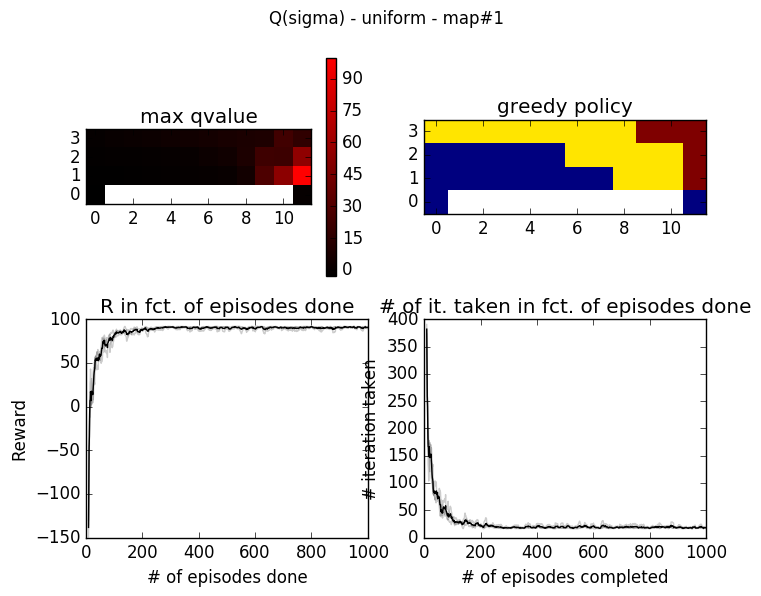 Q(sigma) - uniform - map#1
max qvalue
3
2
1
0
0 2 4 6 8 10
90
75
60
45
30
15
0
greedy policy
3
2
1
0
0 2 4 6 8 10
R in fct. of episodes done
100
50
0
−50
−100
−150
Reward
0 200 400 600 800 1000
# of episodes done
# of it. taken in fct. of episodes done
400
350
300
250
200
150
100
50
0
# iteration taken
0 200 400 600 800 1000
# of episodes completed